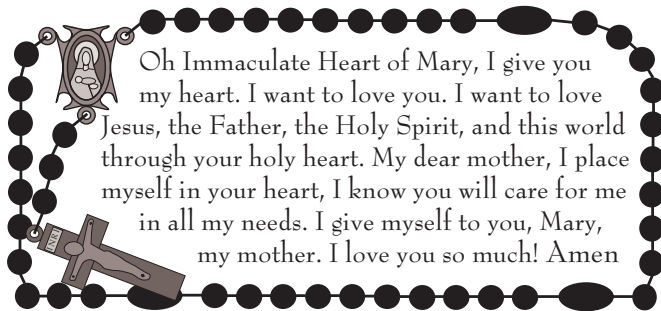 Oh Immaculate Heart of Mary, I give you
my heart. I want to love you. I want to love
Jesus, the Father, the Holy Spirit, and this world
through your holy heart. My dear mother, I place
myself in your heart, I know you will care for me
in all my needs. I give myself to you, Mary,
my mother. I love you so much! Amen
INRI